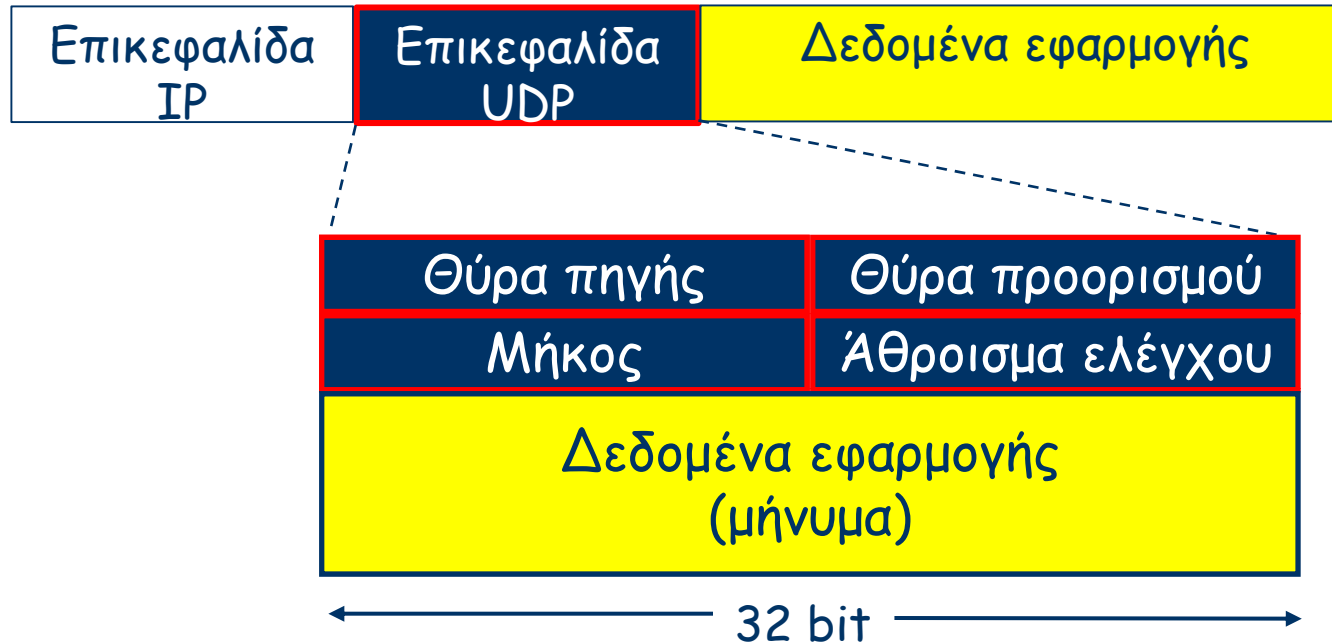 Επικεφαλίδα
IP
Επικεφαλίδα
UDP
Δεδομένα εφαρμογής
Θύρα πηγής
Θύρα προορισμού
Μήκος
Άθροισμα ελέγχου
Δεδομένα εφαρμογής
(μήνυμα)
32 bit